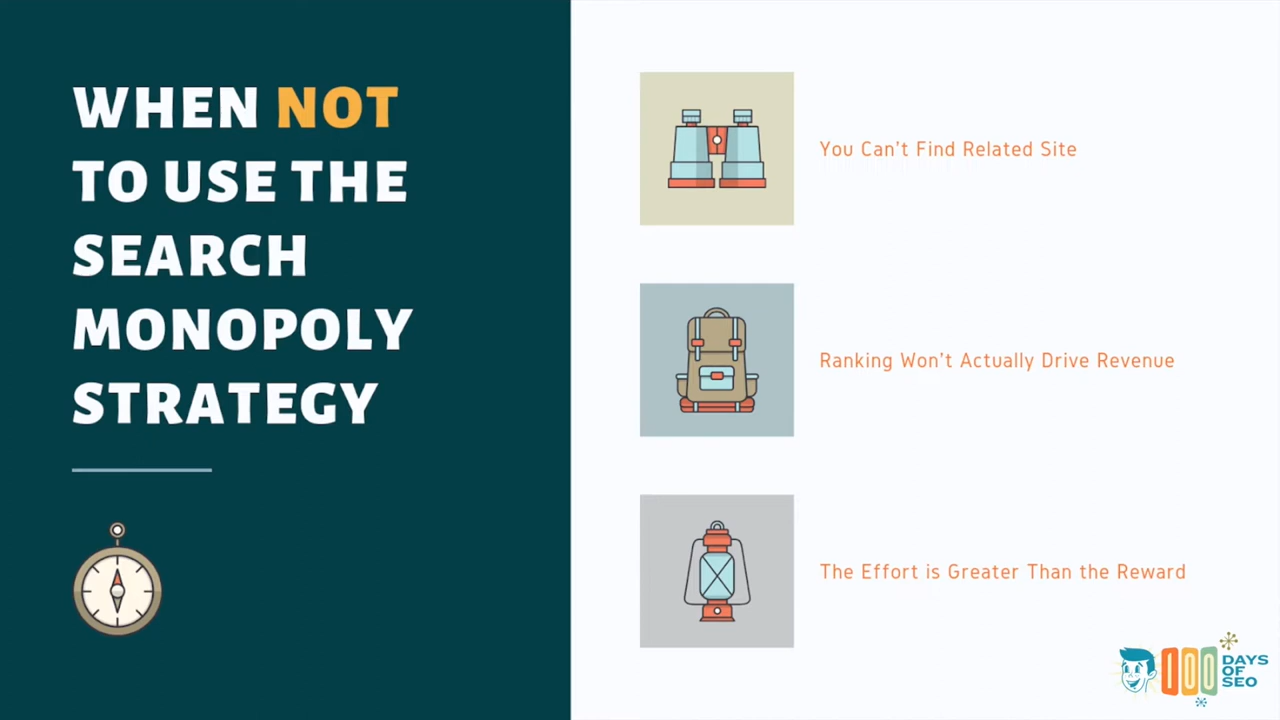 WHEN NOT
TO USE THE
SEARCH
MONOPOLY
STRATEGY
You Can't Find Related Site
Ranking Won't Actually Drive Revenue
The Effort is Greater Than the Reward
100 DAYS
OF
SEO